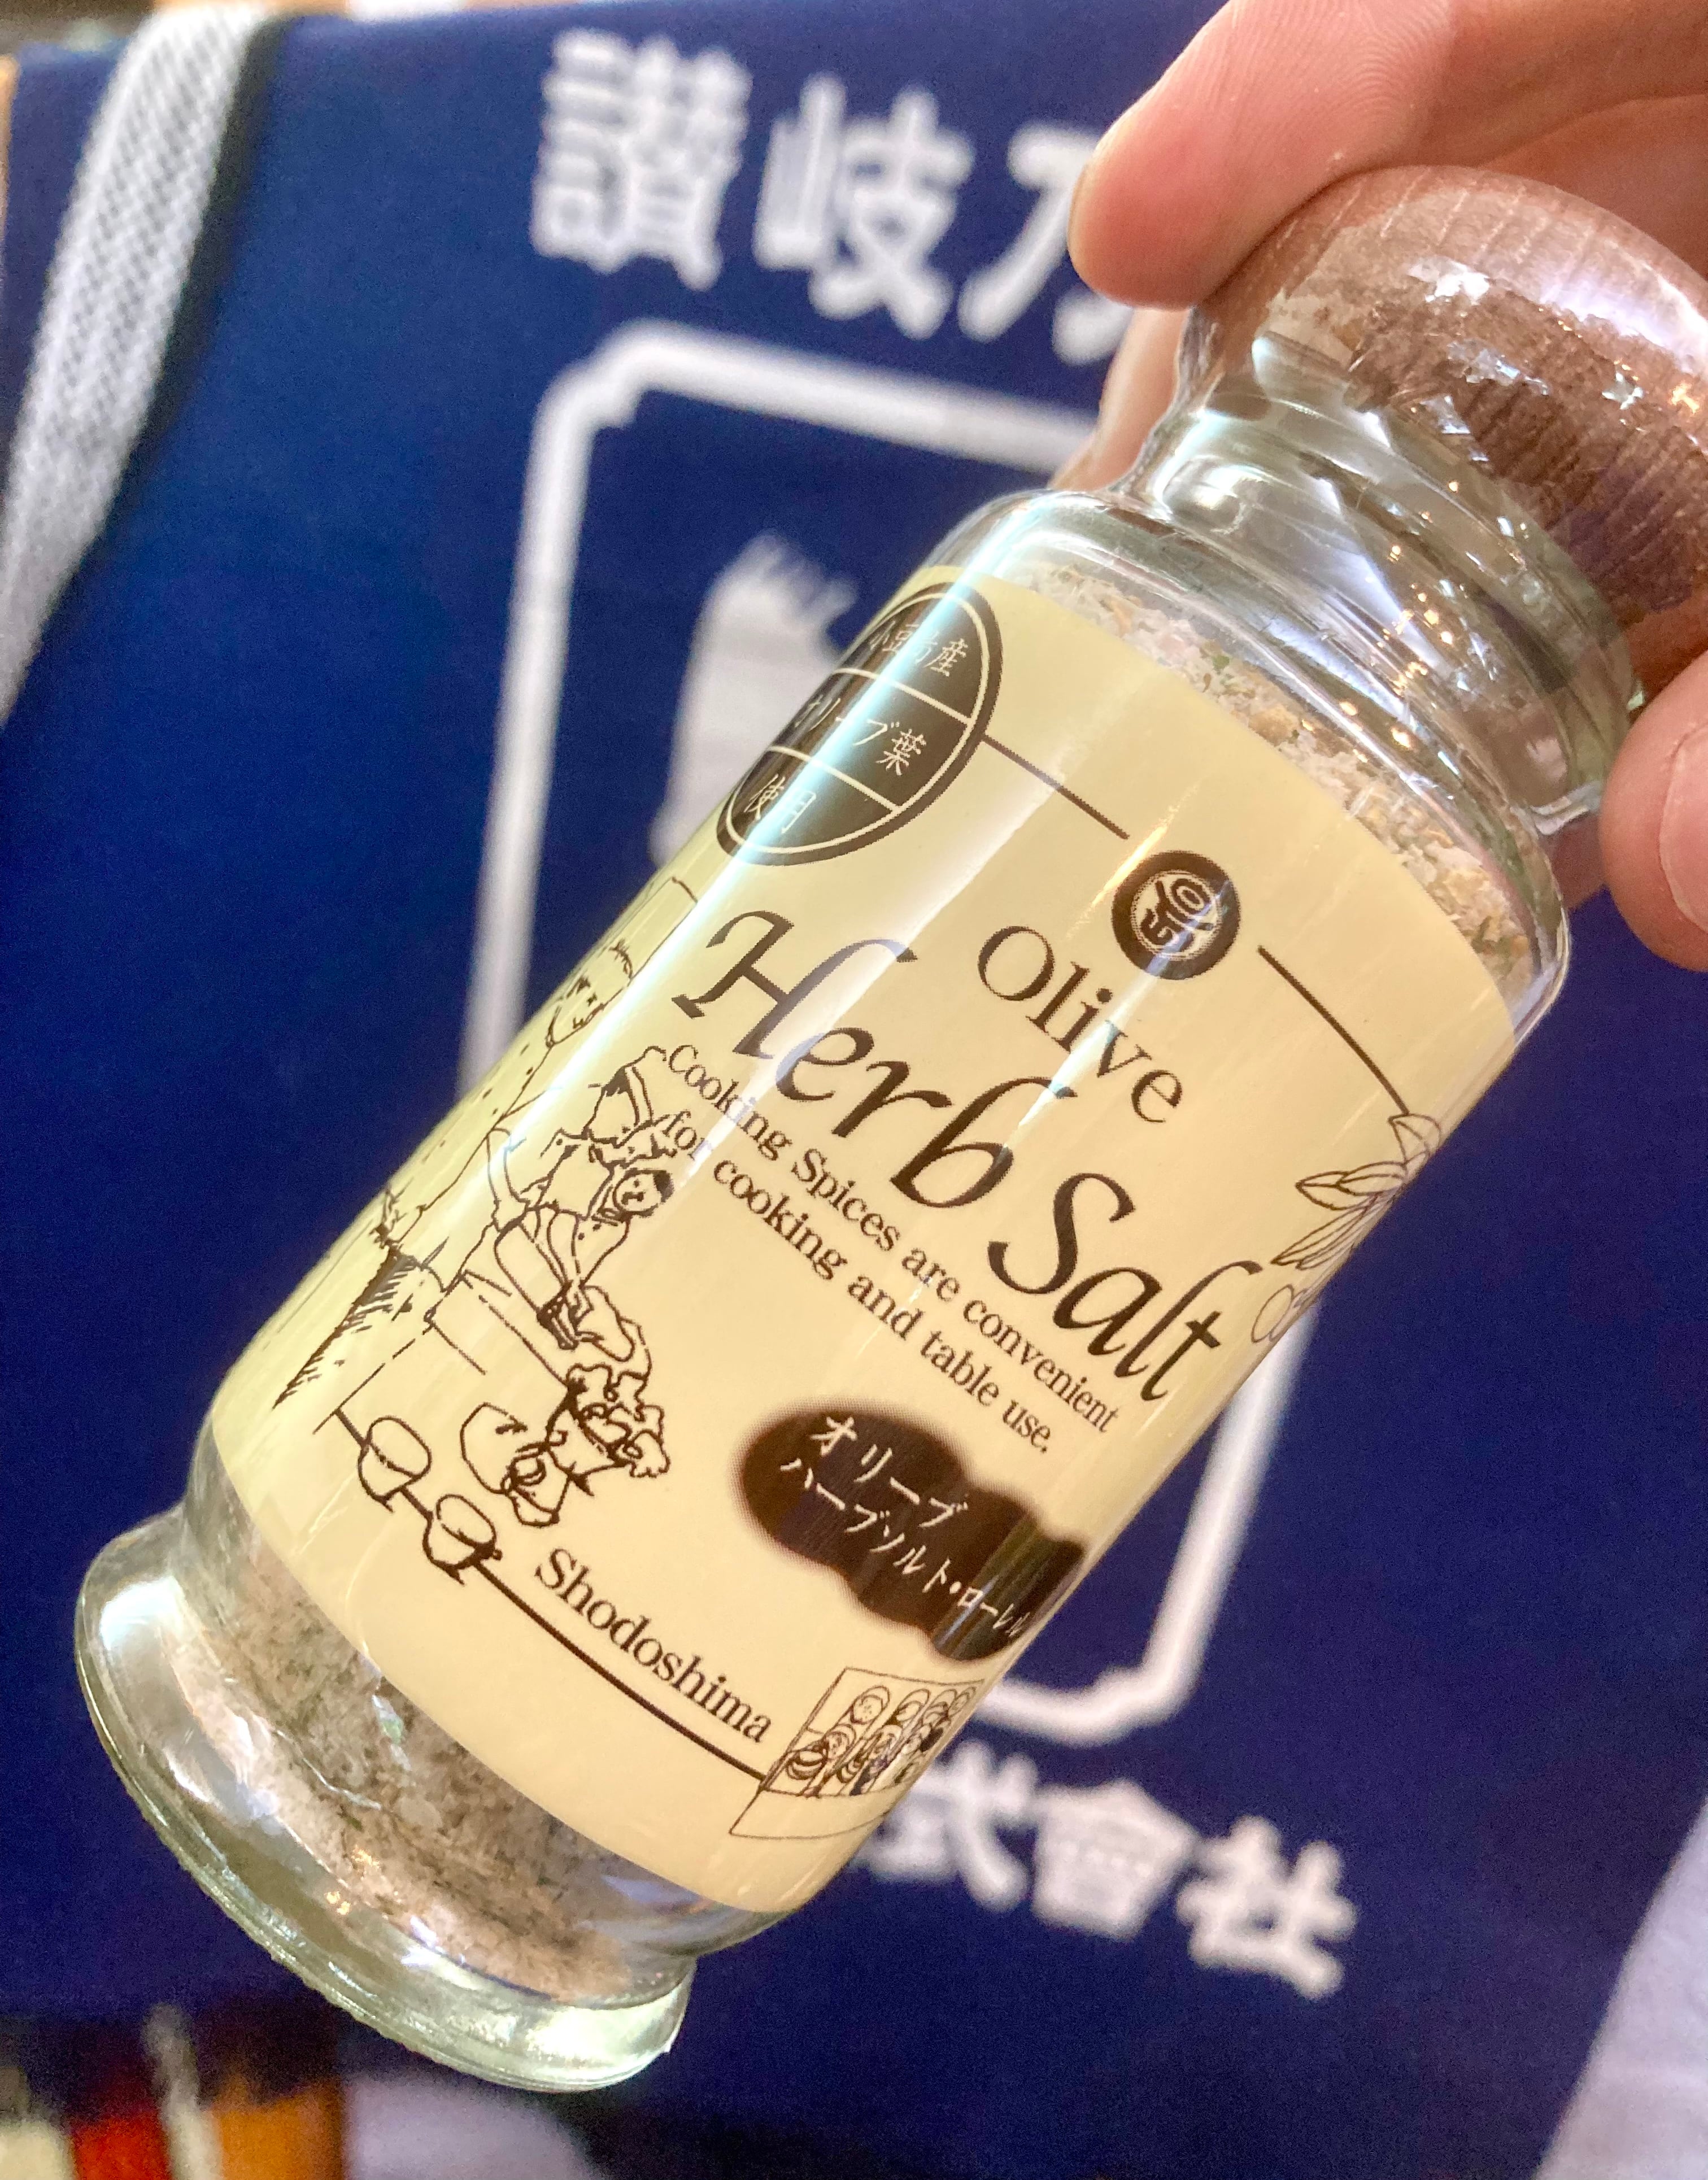 讃岐
小豆島産
オリーブ葉
使用
Olive
Herb Salt
Cooking Spices are convenient
for cooking and table use.
オリーブ
ハーブソルト・ローレル
Shodoshima
式會社